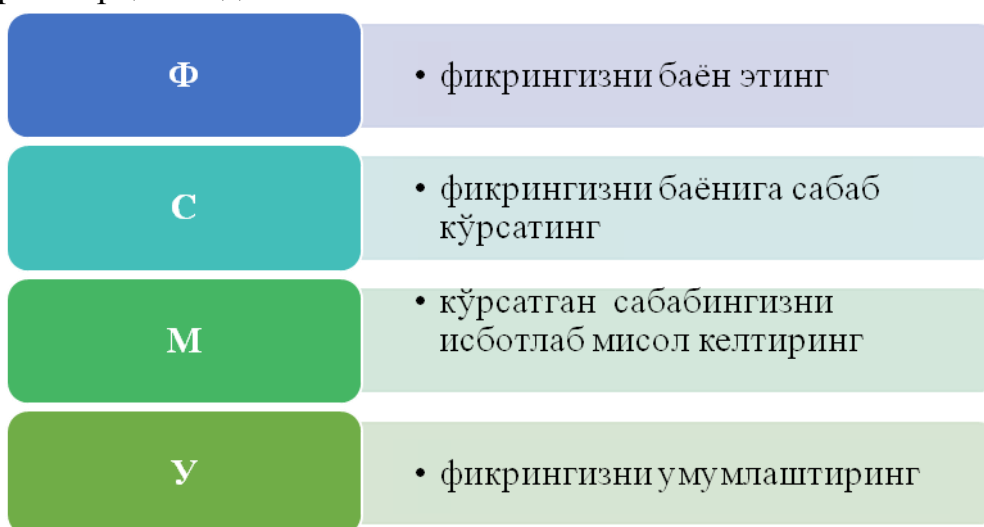 Ф
• фикрингизни баён этинг
С
• фикрингизни баёнига сабаб
кўрсатинг
М
• кўрсатган сабабингизни
исботлаб мисол келтиринг
У
• фикрингизни умумлаштиринг